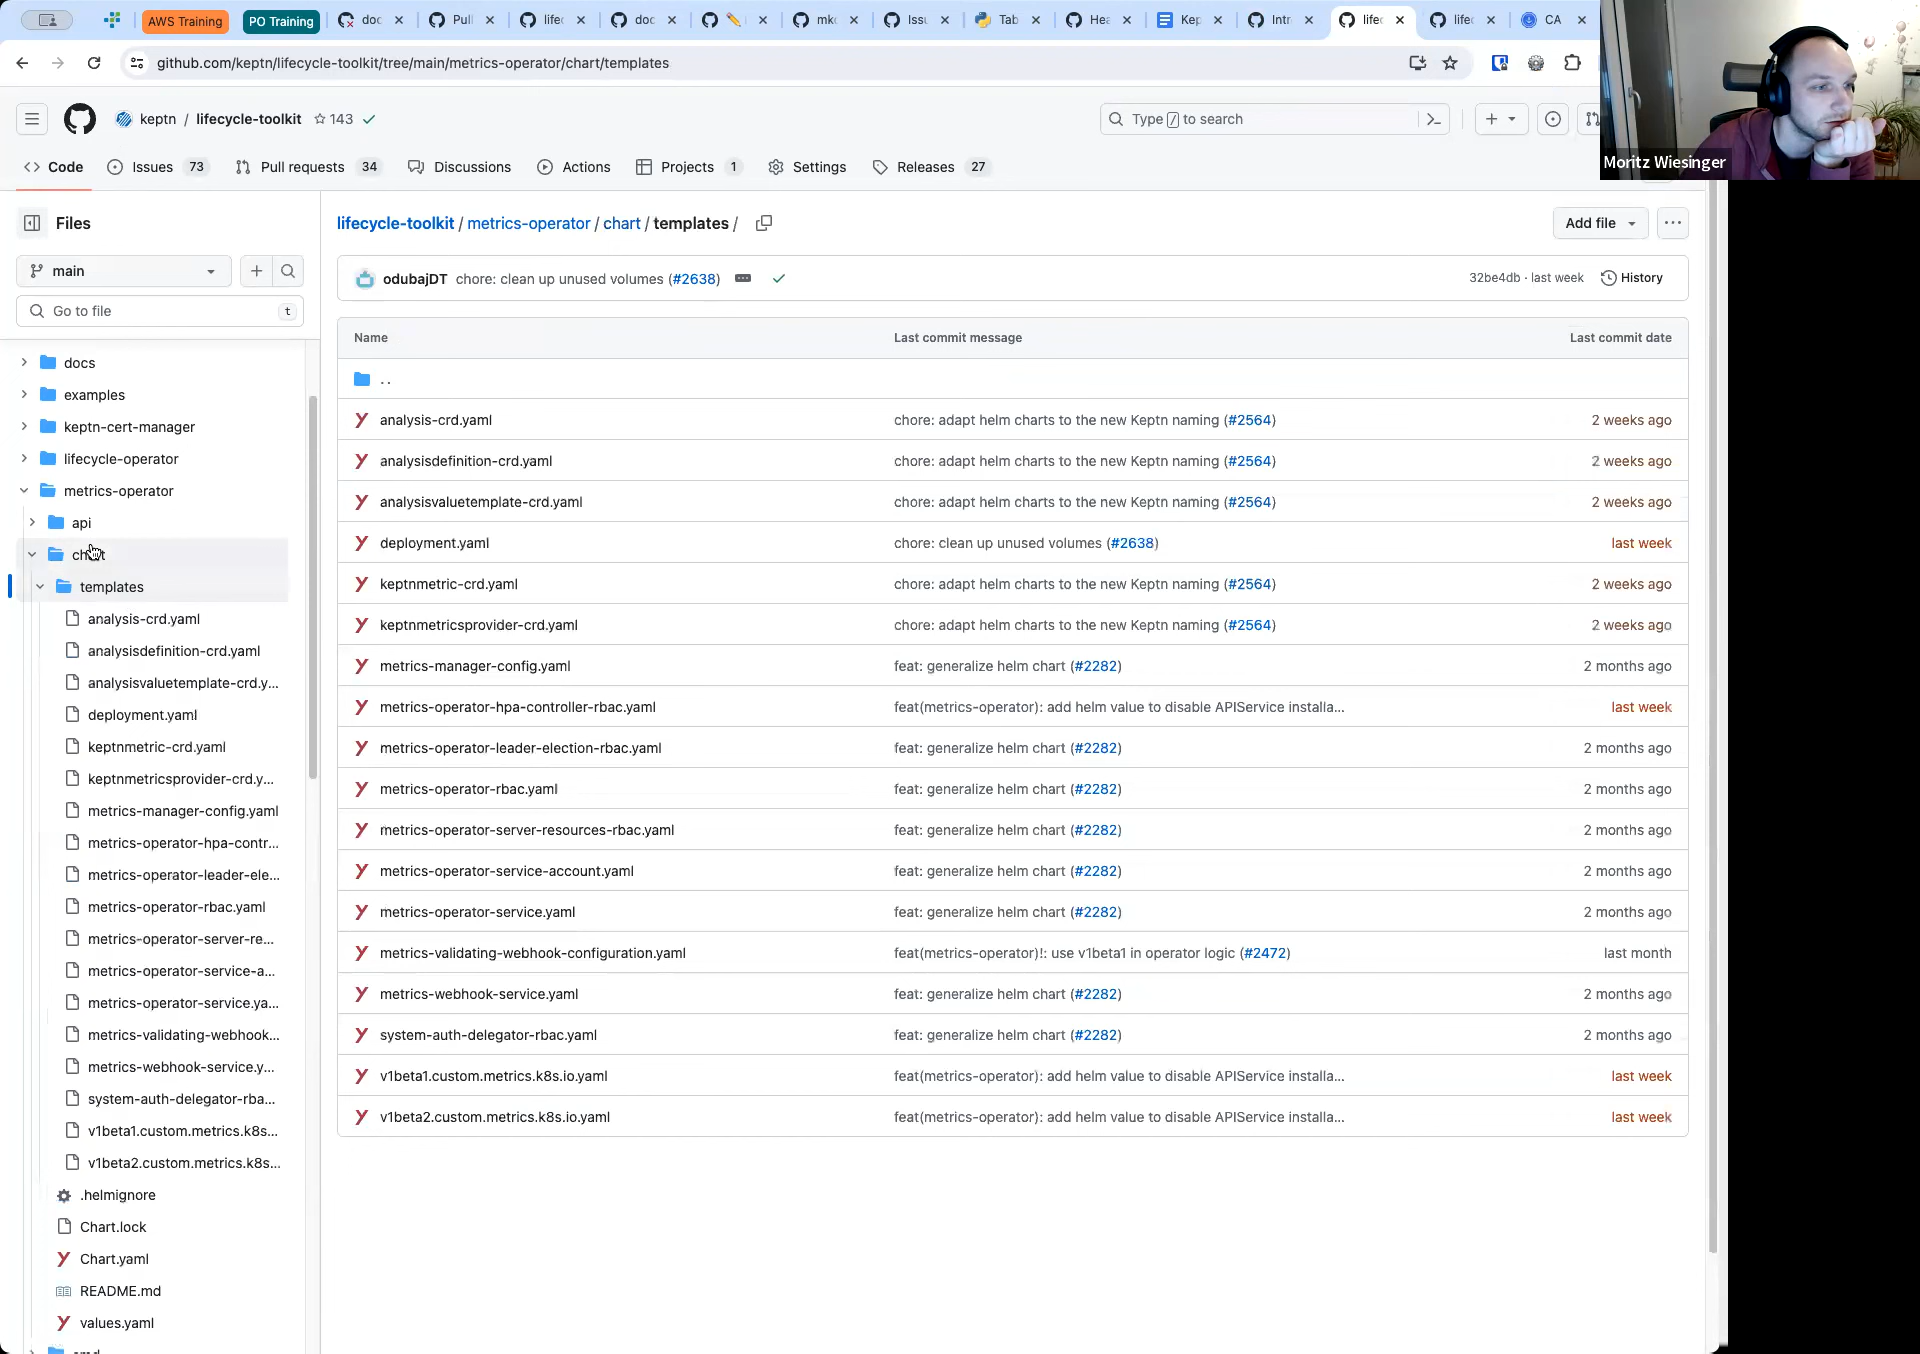 AWS Training
PO Training
doc
Pull
lifec
doc
mkc
Issu
Tab
Hea
Kep
Intr
lifec
lifec
CA
github.com/keptn/lifecycle-toolkit/tree/main/metrics-operator/chart/templates
keptn / lifecycle-toolkit 143
Type / to search
Moritz Wiesinger
Code
Issues 73
Pull requests 34
Discussions
Actions
Projects 1
Settings
Releases 27
Files
main
Go to file t
docs
examples
keptn-cert-manager
lifecycle-operator
metrics-operator
api
chart
templates
analysis-crd.yaml
analysisdefinition-crd.yaml
analysisvaluetemplate-crd.y...
deployment.yaml
keptnmetric-crd.yaml
keptnmetricsprovider-crd.y...
metrics-manager-config.yaml
metrics-operator-hpa-contr...
metrics-operator-leader-ele...
metrics-operator-rbac.yaml
metrics-operator-server-re...
metrics-operator-service-a...
metrics-operator-service.ya...
metrics-validating-webhook...
metrics-webhook-service.y...
system-auth-delegator-rba...
v1beta1.custom.metrics.k8s...
v1beta2.custom.metrics.k8s...
.helmignore
Chart.lock
Chart.yaml
README.md
values.yaml
lifecycle-toolkit / metrics-operator / chart / templates /
Add file
odubajDT chore: clean up unused volumes (#2638)
32be4db · last week History
Name Last commit message Last commit date
..
analysis-crd.yaml chore: adapt helm charts to the new Keptn naming (#2564) 2 weeks ago
analysisdefinition-crd.yaml chore: adapt helm charts to the new Keptn naming (#2564) 2 weeks ago
analysisvaluetemplate-crd.yaml chore: adapt helm charts to the new Keptn naming (#2564) 2 weeks ago
deployment.yaml chore: clean up unused volumes (#2638) last week
keptnmetric-crd.yaml chore: adapt helm charts to the new Keptn naming (#2564) 2 weeks ago
keptnmetricsprovider-crd.yaml chore: adapt helm charts to the new Keptn naming (#2564) 2 weeks ago
metrics-manager-config.yaml feat: generalize helm chart (#2282) 2 months ago
metrics-operator-hpa-controller-rbac.yaml feat(metrics-operator): add helm value to disable APIService installa... last week
metrics-operator-leader-election-rbac.yaml feat: generalize helm chart (#2282) 2 months ago
metrics-operator-rbac.yaml feat: generalize helm chart (#2282) 2 months ago
metrics-operator-server-resources-rbac.yaml feat: generalize helm chart (#2282) 2 months ago
metrics-operator-service-account.yaml feat: generalize helm chart (#2282) 2 months ago
metrics-operator-service.yaml feat: generalize helm chart (#2282) 2 months ago
metrics-validating-webhook-configuration.yaml feat(metrics-operator)!: use v1beta1 in operator logic (#2472) last month
metrics-webhook-service.yaml feat: generalize helm chart (#2282) 2 months ago
system-auth-delegator-rbac.yaml feat: generalize helm chart (#2282) 2 months ago
v1beta1.custom.metrics.k8s.io.yaml feat(metrics-operator): add helm value to disable APIService installa... last week
v1beta2.custom.metrics.k8s.io.yaml feat(metrics-operator): add helm value to disable APIService installa... last week